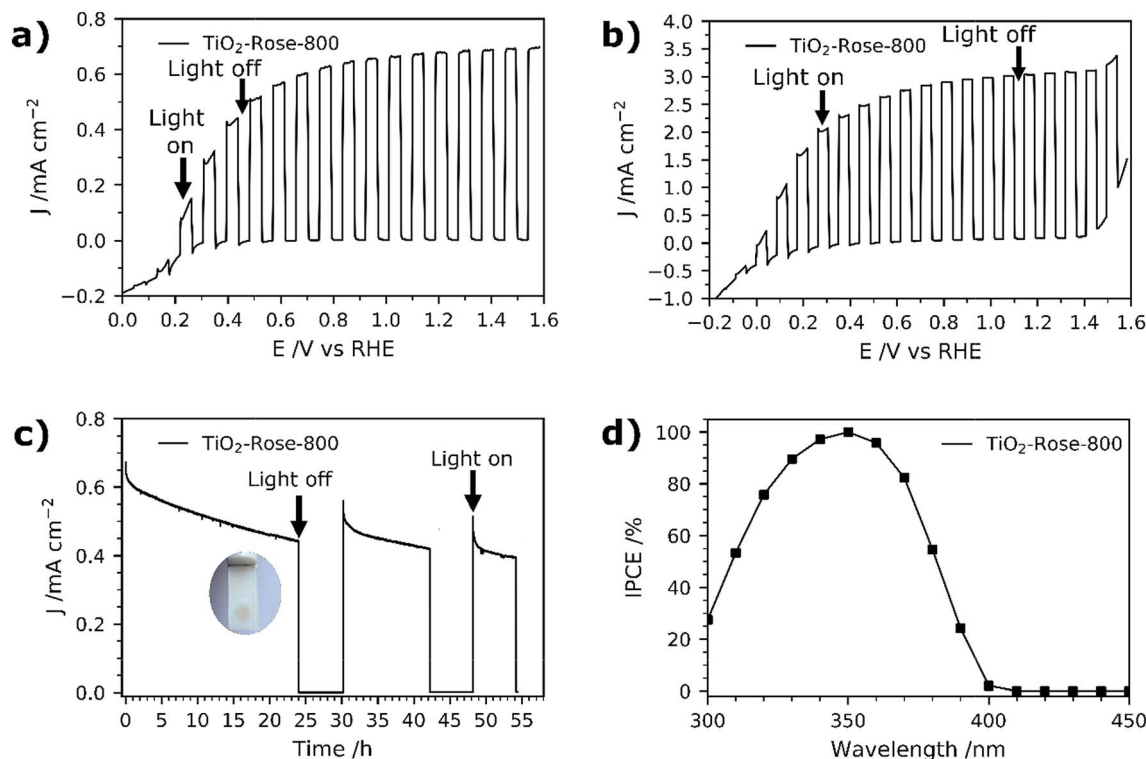 a)
TiO₂-Rose-800
Light off
Light
on
J /mA cm⁻²
0.8
0.6
0.4
0.2
0.0
−0.2
0.0 0.2 0.4 0.6 0.8 1.0 1.2 1.4 1.6
E /V vs RHE
b)
TiO₂-Rose-800
Light off
Light on
J /mA cm⁻²
4.0
3.5
3.0
2.5
2.0
1.5
1.0
0.5
0.0
−0.5
−1.0
−0.2 0.0 0.2 0.4 0.6 0.8 1.0 1.2 1.4 1.6
E /V vs RHE
c)
TiO₂-Rose-800
Light off
Light on
J /mA cm⁻²
0.8
0.6
0.4
0.2
0.0
0 5 10 15 20 25 30 35 40 45 50 55
Time /h
d)
TiO₂-Rose-800
IPCE /%
100
80
60
40
20
0
300 350 400 450
Wavelength /nm